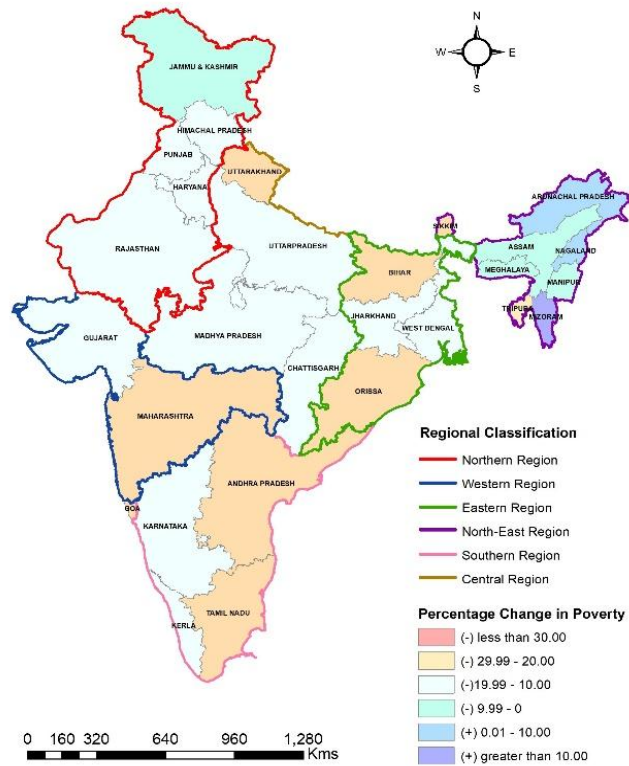 N
W E
S
JAMMU & KASHMIR
HIMACHAL PRADESH
PUNJAB
UTTARAKHAND
HARYANA
ARUNACHAL PRADESH
SIKKIM
RAJASTHAN
UTTARPRADESH
ASSAM
NAGALAND
BIHAR
MEGHALAYA
MANIPUR
JHARKHAND
TRIPURA
MIZORAM
GUJARAT
MADHYA PRADESH
WEST BENGAL
CHATTISGARH
ORISSA
MAHARASHTRA
ANDHRA PRADESH
GOA
KARNATAKA
TAMIL NADU
KERLA
Regional Classification
Northern Region
Western Region
Eastern Region
North-East Region
Southern Region
Central Region
Percentage Change in Poverty
(-) less than 30.00
(-) 29.99 - 20.00
(-)19.99 - 10.00
(-) 9.99 - 0
(+) 0.01 - 10.00
(+) greater than 10.00
0 160 320 640 960 1,280
Kms